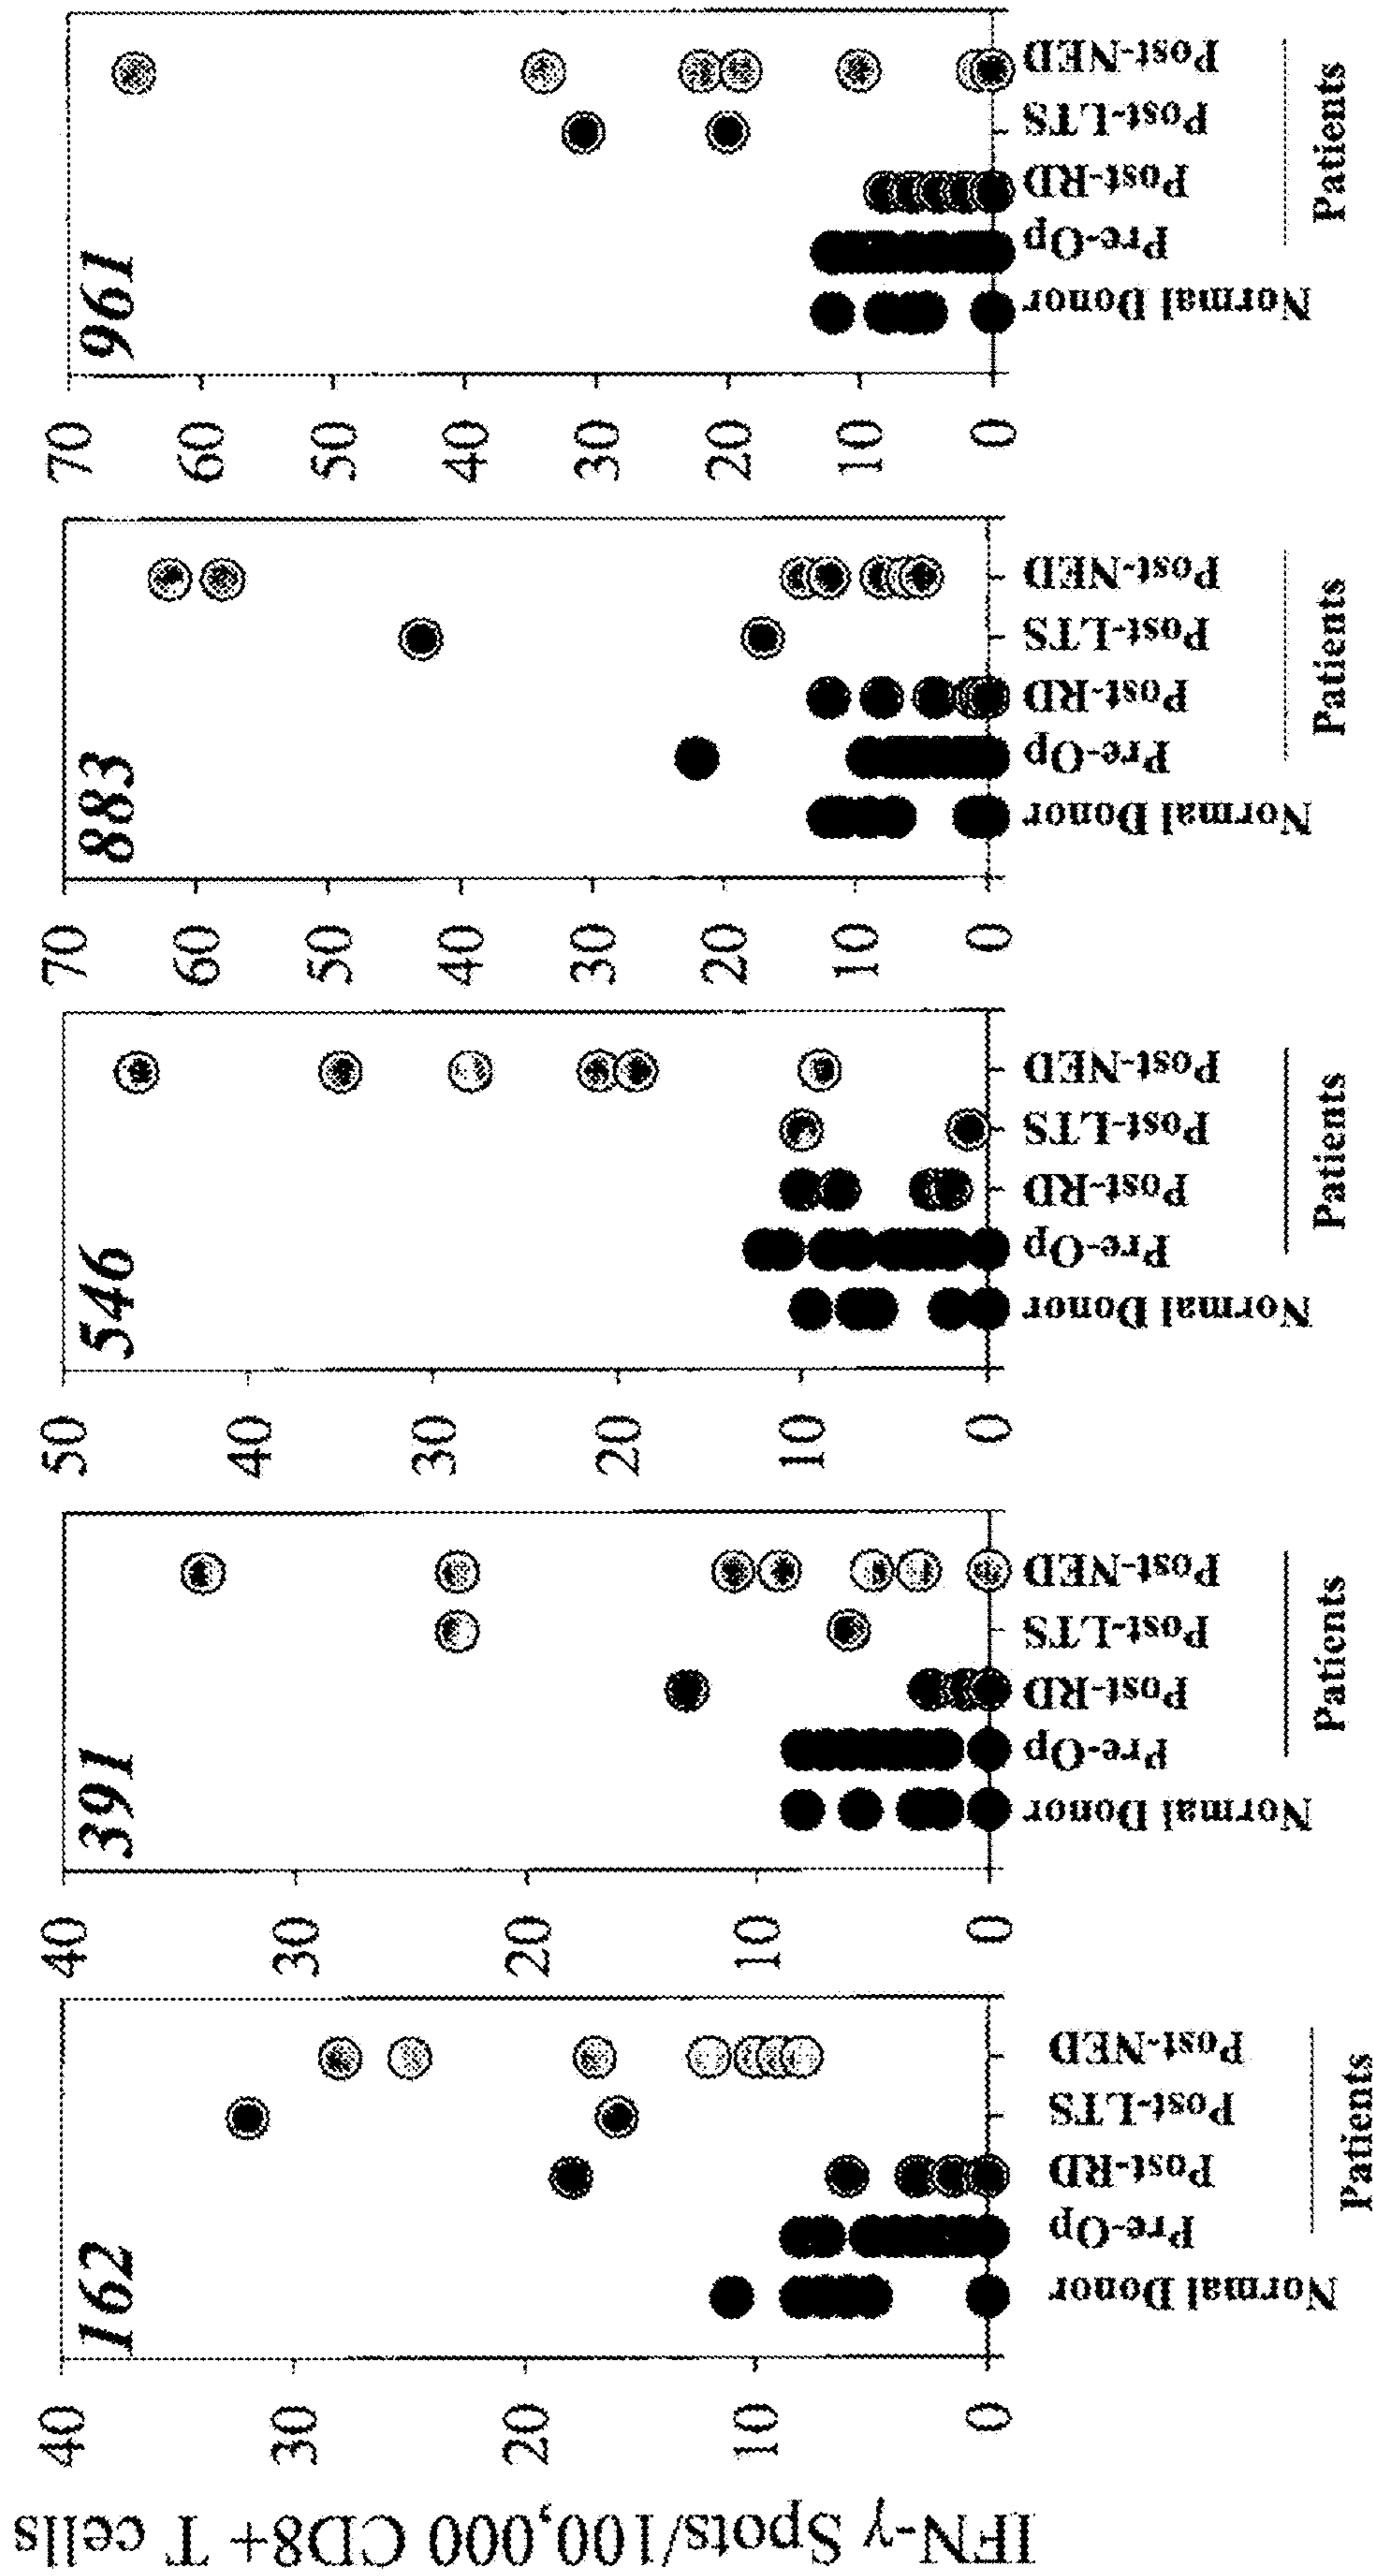 IFN-γ Spots/100,000 CD8+ T cells
162
40
30
20
10
0
Normal Donor
Pre-Op
Post-RD
Post-LTS
Post-NED
Patients
391
40
30
20
10
0
Normal Donor
Pre-Op
Post-RD
Post-LTS
Post-NED
Patients
546
50
40
30
20
10
0
Normal Donor
Pre-Op
Post-RD
Post-LTS
Post-NED
Patients
883
70
60
50
40
30
20
10
0
Normal Donor
Pre-Op
Post-RD
Post-LTS
Post-NED
Patients
961
70
60
50
40
30
20
10
0
Normal Donor
Pre-Op
Post-RD
Post-LTS
Post-NED
Patients